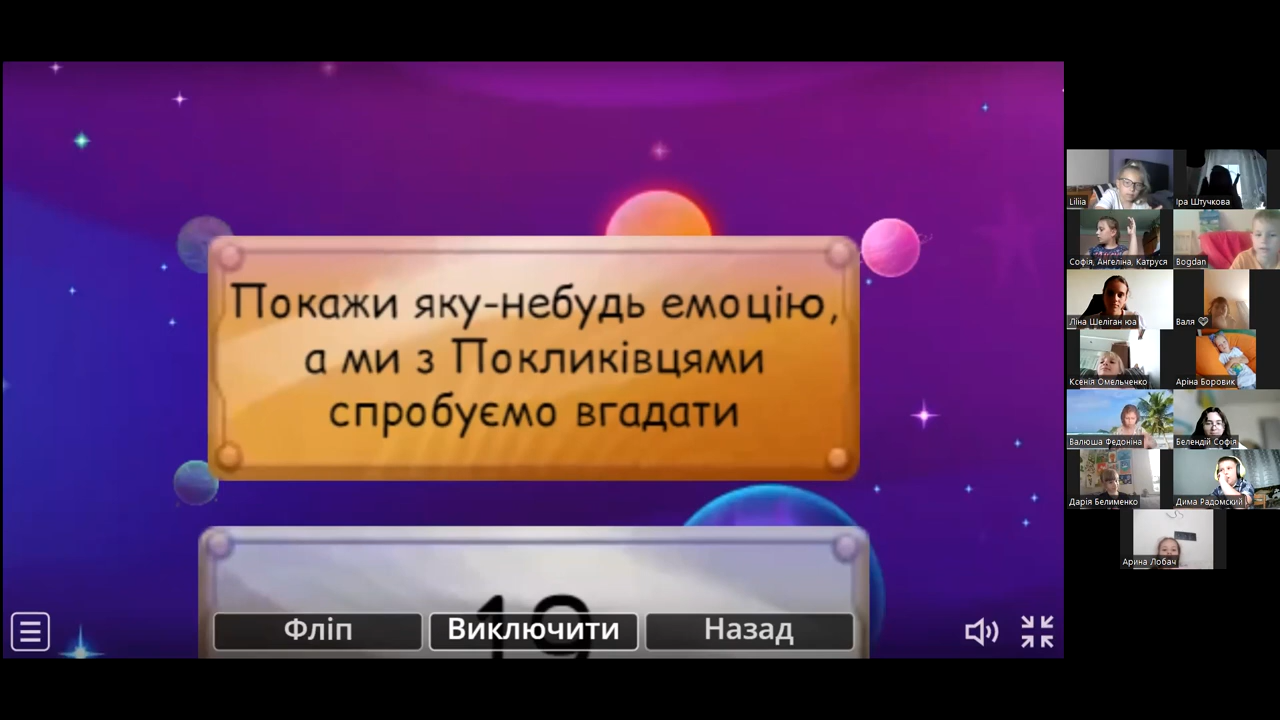 Покажи яку-небудь емоцію,
а ми з Покликівцями
спробуємо вгадати
19
Фліп
Виключити
Назад
Liliia
Іра Штучкова
Софія, Ангеліна, Катруся
Bogdan
Ліна Шеліган юа
Валя
Ксенія Омельченко
Аріна Боровик
Валюша Федоніна
Белендій Софія
Дарія Белименко
Дима Радомский
Арина Лобач